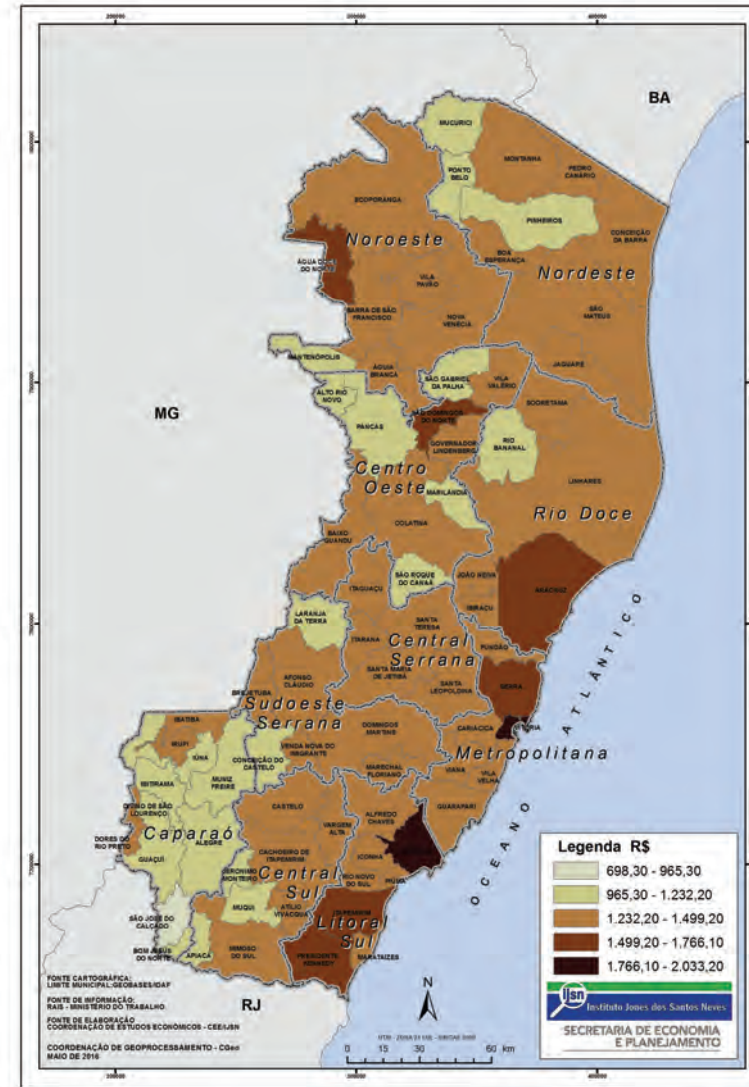 BA
MUCURICI
MONTANHA
PEDRO
CANÁRIO
PONTO
BELO
ECOPORANGA
PINHEIROS
CONCEIÇÃO
DA BARRA
Noroeste
BOA
ESPERANÇA
Nordeste
ÁGUA DOCE
DO NORTE
VILA
PAVÃO
BARRA DE SÃO
FRANCISCO
NOVA
VENÉCIA
SÃO
MATEUS
MANTENÓPOLIS
ÁGUIA
BRANCA
JAGUARÉ
SÃO GABRIEL
DA PALHA
VILA
VALÉRIO
ALTO RIO
NOVO
SOORETAMA
MG
PANCAS
SÃO DOMINGOS
DO NORTE
GOVERNADOR
LINDENBERG
RIO
BANANAL
Centro
Oeste
LINHARES
MARILÂNDIA
Rio Doce
COLATINA
BAIXO
GUANDU
SÃO ROQUE
DO CANAÃ
JOÃO NEIVA
ITAGUAÇU
ARACRUZ
IBIRAÇU
LARANJA
DA TERRA
SANTA
TERESA
ITARANA
Central
Serrana
FUNDÃO
SANTA MARIA
DE JETIBÁ
AFONSO
CLÁUDIO
SERRA
SANTA
LEOPOLDINA
BREJETUBA
Sudoeste
Serrana
IBATIBA
DOMINGOS
MARTINS
CARIACICA
VITÓRIA
IRUPI
IÚNA
VENDA NOVA DO
IMIGRANTE
CONCEIÇÃO DO
CASTELO
Metropolitana
MARECHAL
FLORIANO
VIANA
VILA
VELHA
IBITIRAMA
MUNIZ
FREIRE
DIVINO DE SÃO
LOURENÇO
CASTELO
GUARAPARI
ALFREDO
CHAVES
VARGEM
ALTA
Caparaó
DORES DO
RIO PRETO
ALEGRE
GUAÇUÍ
CACHOEIRO DE
ITAPEMIRIM
ICONHA
JERONIMO
MONTEIRO
Central
Sul
RIO NOVO
DO SUL
PIÚMA
MUQUI
ATÍLIO
VIVÁCQUA
ITAPEMIRIM
SÃO JOSÉ DO
CALÇADO
Litoral
Sul
BOM JESUS
DO NORTE
APIACÁ
MIMOSO
DO SUL
PRESIDENTE
KENNEDY
MARATAÍZES
RJ
OCEANO ATLÂNTICO
Legenda R$
698,30 - 965,30
965,30 - 1.232,20
1.232,20 - 1.499,20
1.499,20 - 1.766,10
1.766,10 - 2.033,20
ijsn
Instituto Jones dos Santos Neves
SECRETARIA DE ECONOMIA
E PLANEJAMENTO
FONTE CARTOGRÁFICA:
LIMITE MUNICIPAL:GEOBASES/IDAF
FONTE DE INFORMAÇÃO:
RAIS - MINISTÉRIO DO TRABALHO
FONTE DE ELABORAÇÃO
COORDENAÇÃO DE ESTUDOS ECONÔMICOS - CEE/IJSN
COORDENAÇÃO DE GEOPROCESSAMENTO - CGeo
MAIO DE 2016
N
0 15 30 60
km